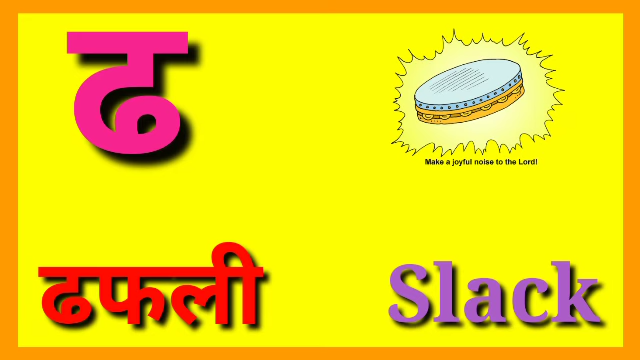 ढ
Make a joyful noise to the Lord!
ढफली
Slack